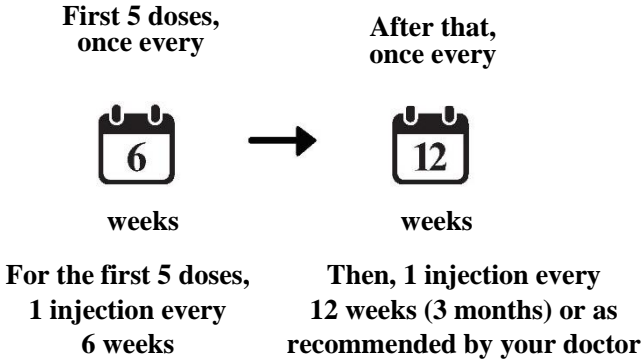 First 5 doses,
once every
6
weeks
For the first 5 doses,
1 injection every
6 weeks
After that,
once every
12
weeks
Then, 1 injection every
12 weeks (3 months) or as
recommended by your doctor